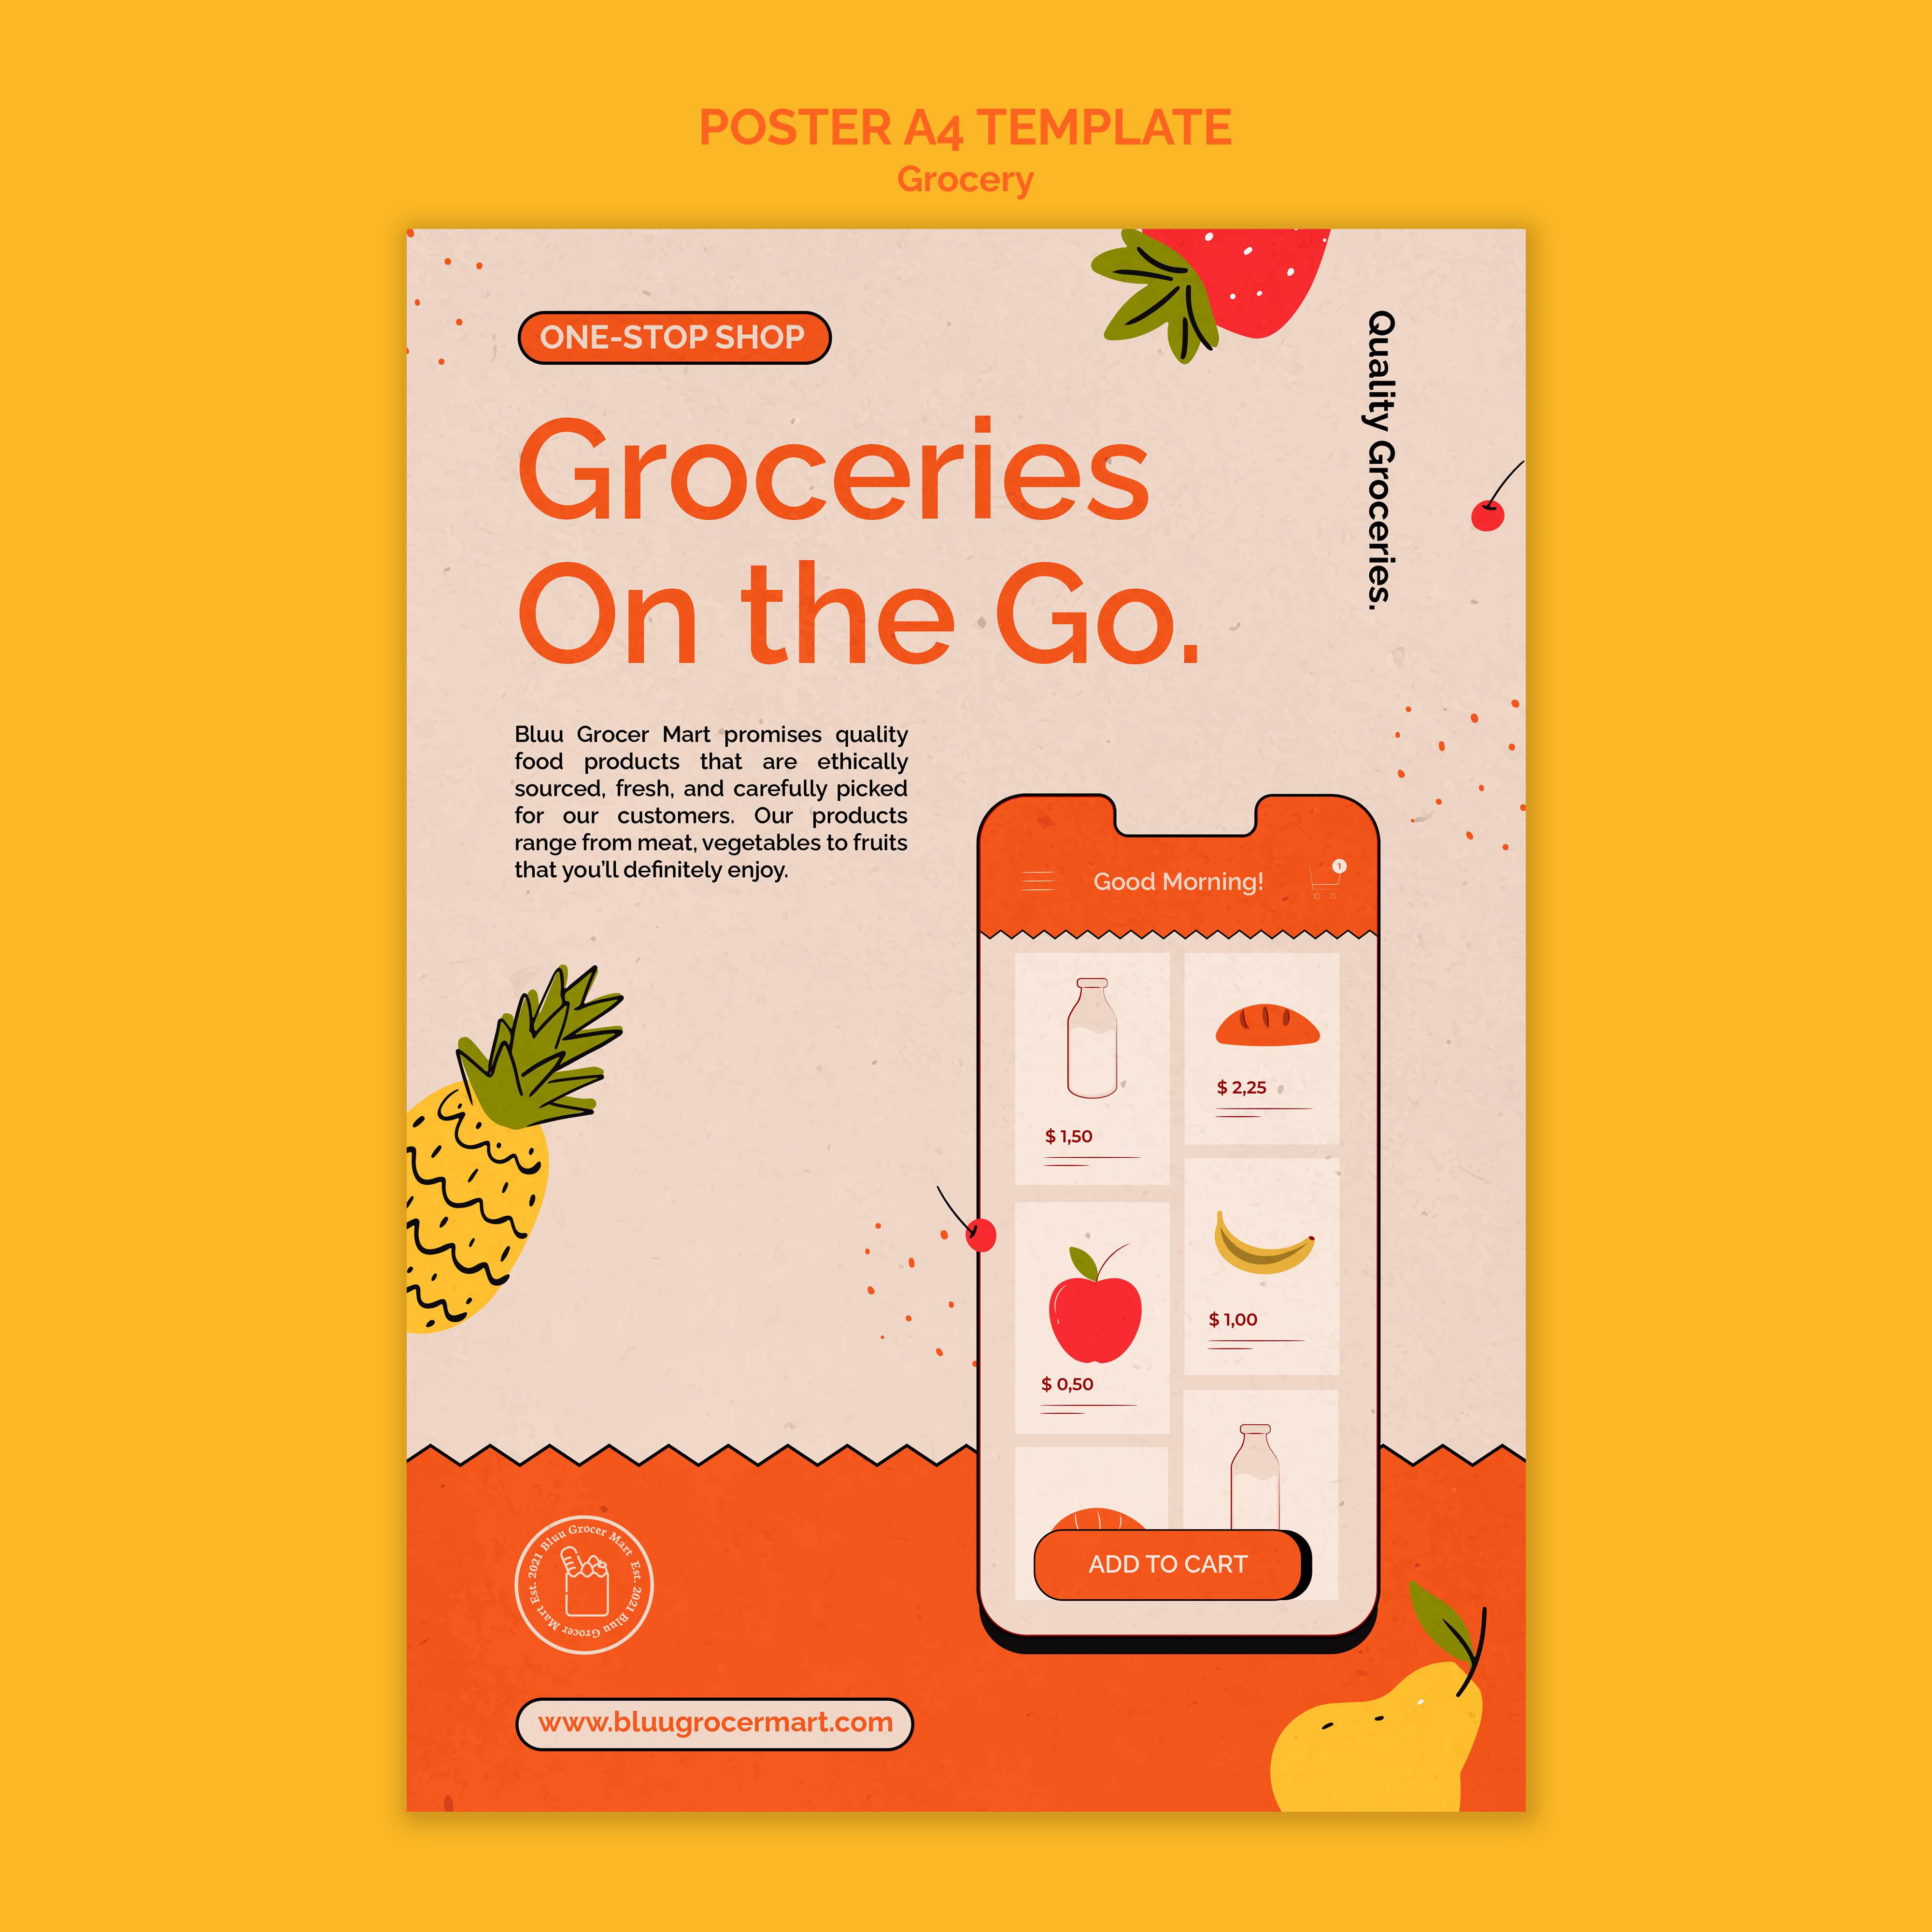 POSTER A4 TEMPLATE
Grocery
ONE-STOP SHOP
Quality Groceries.
Groceries
On the Go.
Bluu Grocer Mart promises quality
food products that are ethically
sourced, fresh, and carefully picked
for our customers. Our products
range from meat, vegetables to fruits
that you'll definitely enjoy.
Good Morning!
1
$ 1,50
$ 2,25
$ 0,50
$ 1,00
ADD TO CART
Bluu Grocer Mart Est. 2021 Bluu Grocer Mart Est. 2021
www.bluugrocermart.com